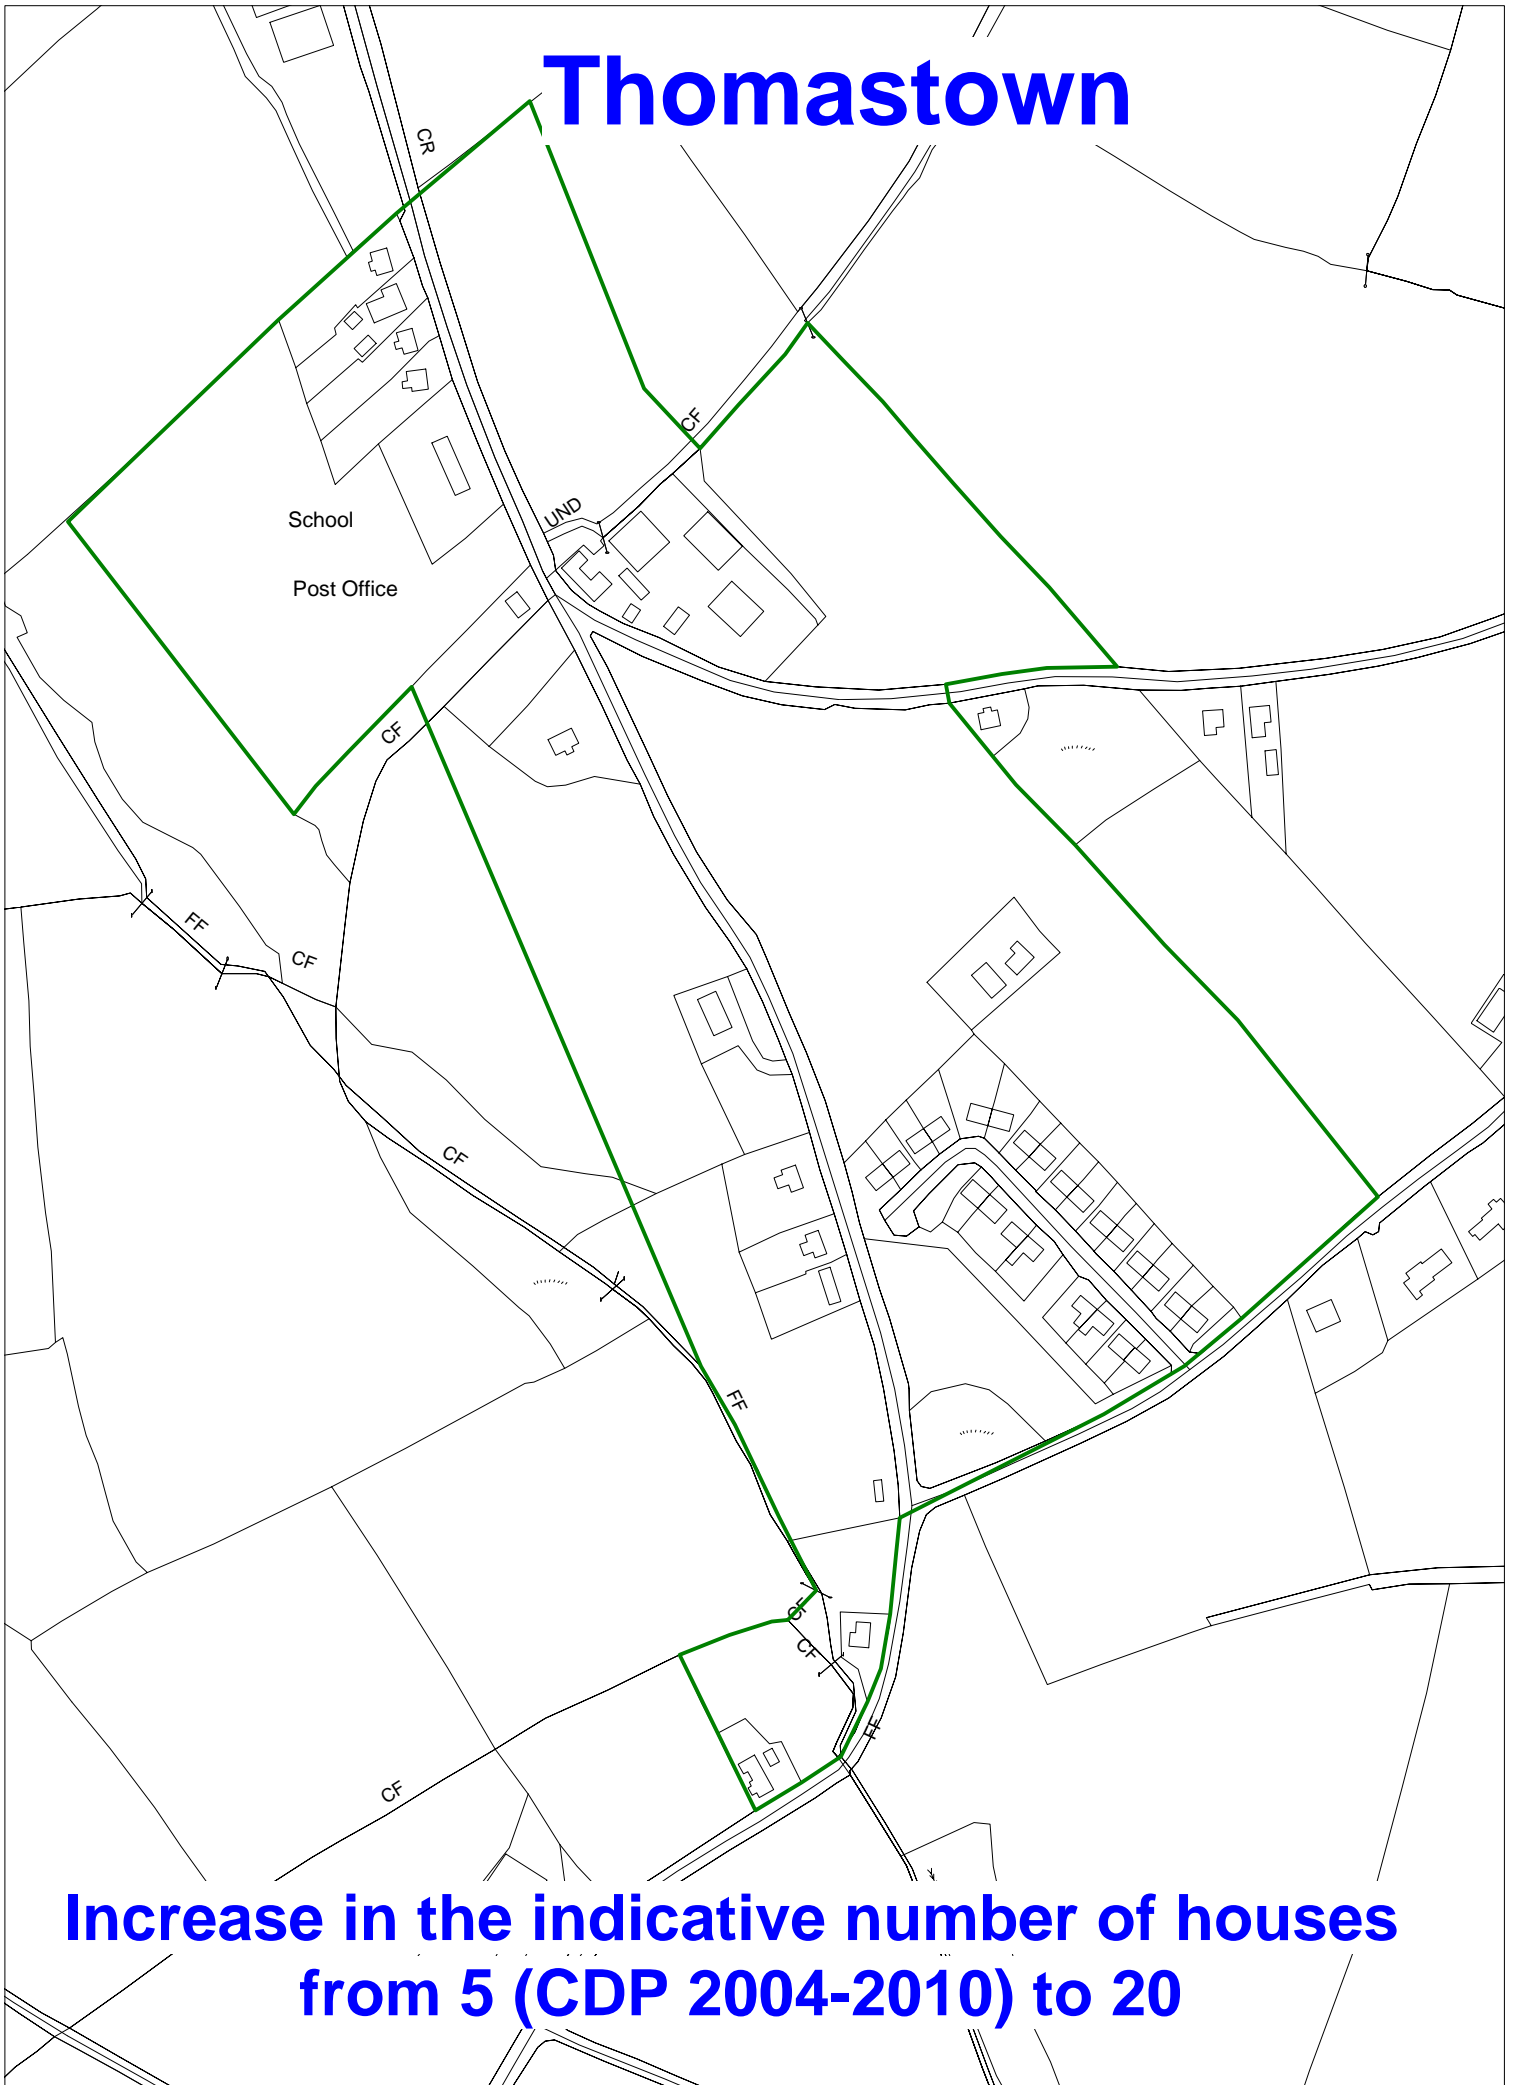 Thomastown
CR
CF
UND
School
Post Office
CF
FF
CF
CF
FF
CF
CF
FF
CF
Increase in the indicative number of houses
from 5 (CDP 2004-2010) to 20